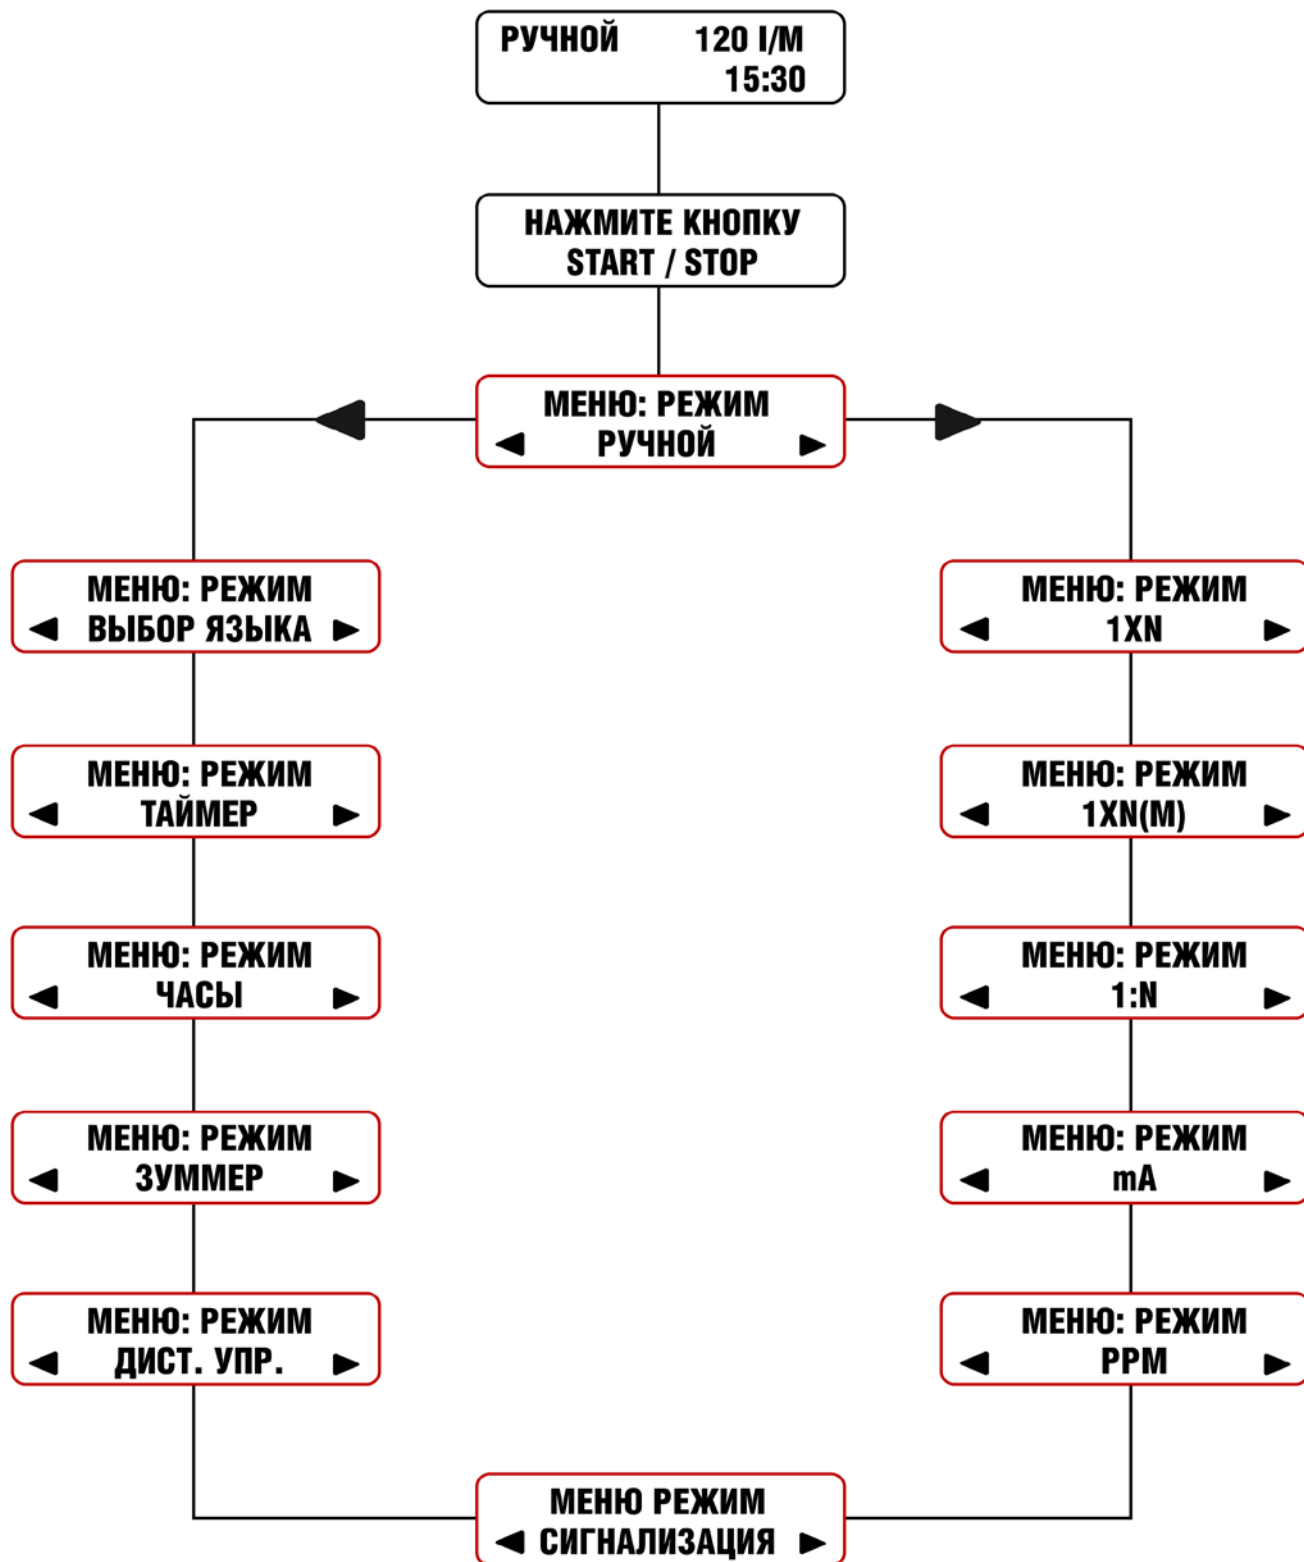 РУЧНОЙ 120 I/M
15:30
НАЖМИТЕ КНОПКУ
START / STOP
МЕНЮ: РЕЖИМ
РУЧНОЙ
МЕНЮ: РЕЖИМ
ВЫБОР ЯЗЫКА
МЕНЮ: РЕЖИМ
1XN
МЕНЮ: РЕЖИМ
ТАЙМЕР
МЕНЮ: РЕЖИМ
1XN(M)
МЕНЮ: РЕЖИМ
ЧАСЫ
МЕНЮ: РЕЖИМ
1:N
МЕНЮ: РЕЖИМ
ЗУММЕР
МЕНЮ: РЕЖИМ
mA
МЕНЮ: РЕЖИМ
ДИСТ. УПР.
МЕНЮ: РЕЖИМ
PPM
МЕНЮ РЕЖИМ
СИГНАЛИЗАЦИЯ